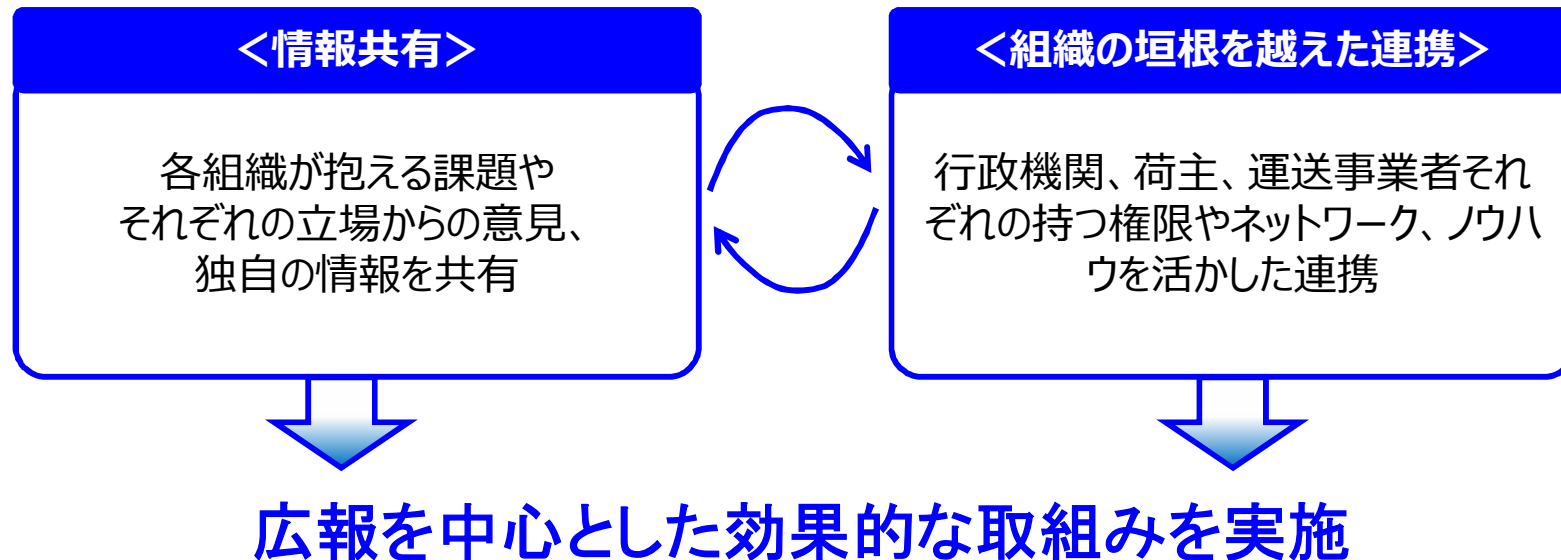 ＜情報共有＞
各組織が抱える課題や
それぞれの立場からの意見、
独自の情報を共有
＜組織の垣根を越えた連携＞
行政機関、荷主、運送事業者それ
ぞれの持つ権限やネットワーク、ノウハ
ウを活かした連携
広報を中心とした効果的な取組みを実施